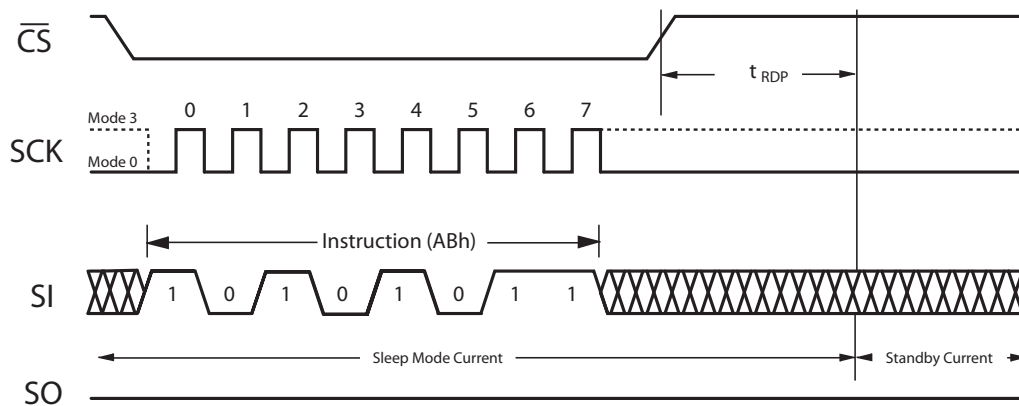 CS
t RDP
0 1 2 3 4 5 6 7
Mode 3
SCK
Mode 0
Instruction (ABh)
SI
1 0 1 0 1 0 1 1
Sleep Mode Current
Standby Current
SO